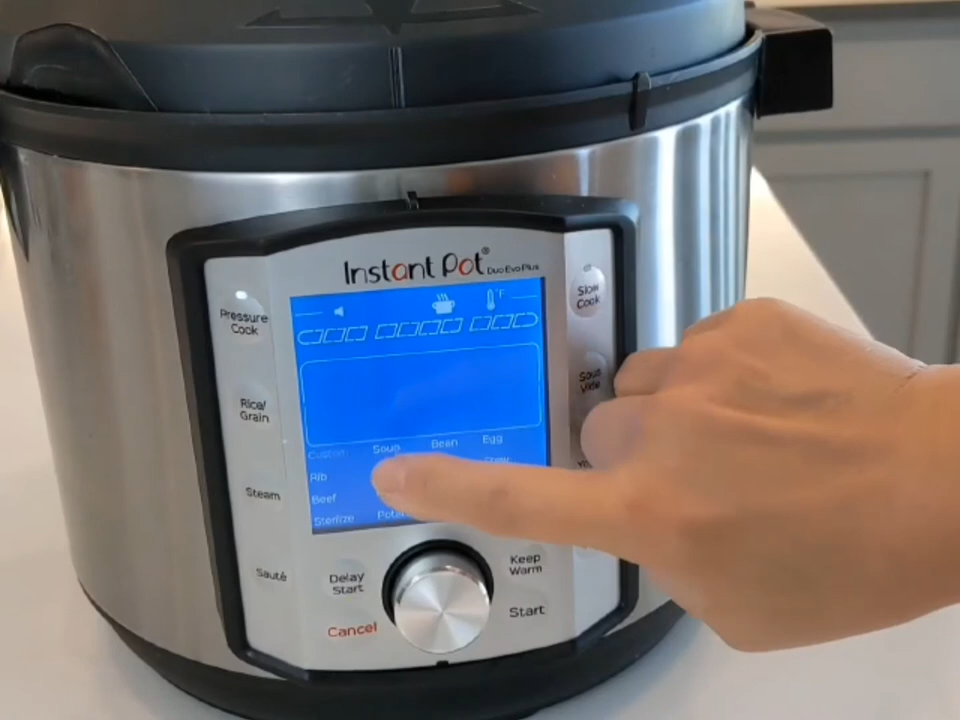 Instant Pot®
Duo Evo Plus
°F
Pressure
Cook
Slow
Cook
Rice/
Grain
Sous
Vide
Custom Soup Bean Egg
Rib
Beef
Sterilize
Steam
Sauté
Delay
Start
Keep
Warm
Cancel
Start